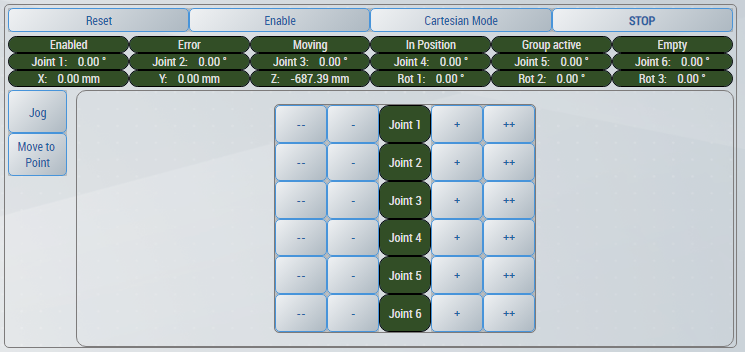 Reset Enable Cartesian Mode STOP
Enabled Error Moving In Position Group active Empty
Joint 1: 0.00 ° Joint 2: 0.00 ° Joint 3: 0.00 ° Joint 4: 0.00 ° Joint 5: 0.00 ° Joint 6: 0.00 °
X: 0.00 mm Y: 0.00 mm Z: -687.39 mm Rot 1: 0.00 ° Rot 2: 0.00 ° Rot 3: 0.00 °
Jog
Move to
Point
-- - Joint 1 + ++
-- - Joint 2 + ++
-- - Joint 3 + ++
-- - Joint 4 + ++
-- - Joint 5 + ++
-- - Joint 6 + ++